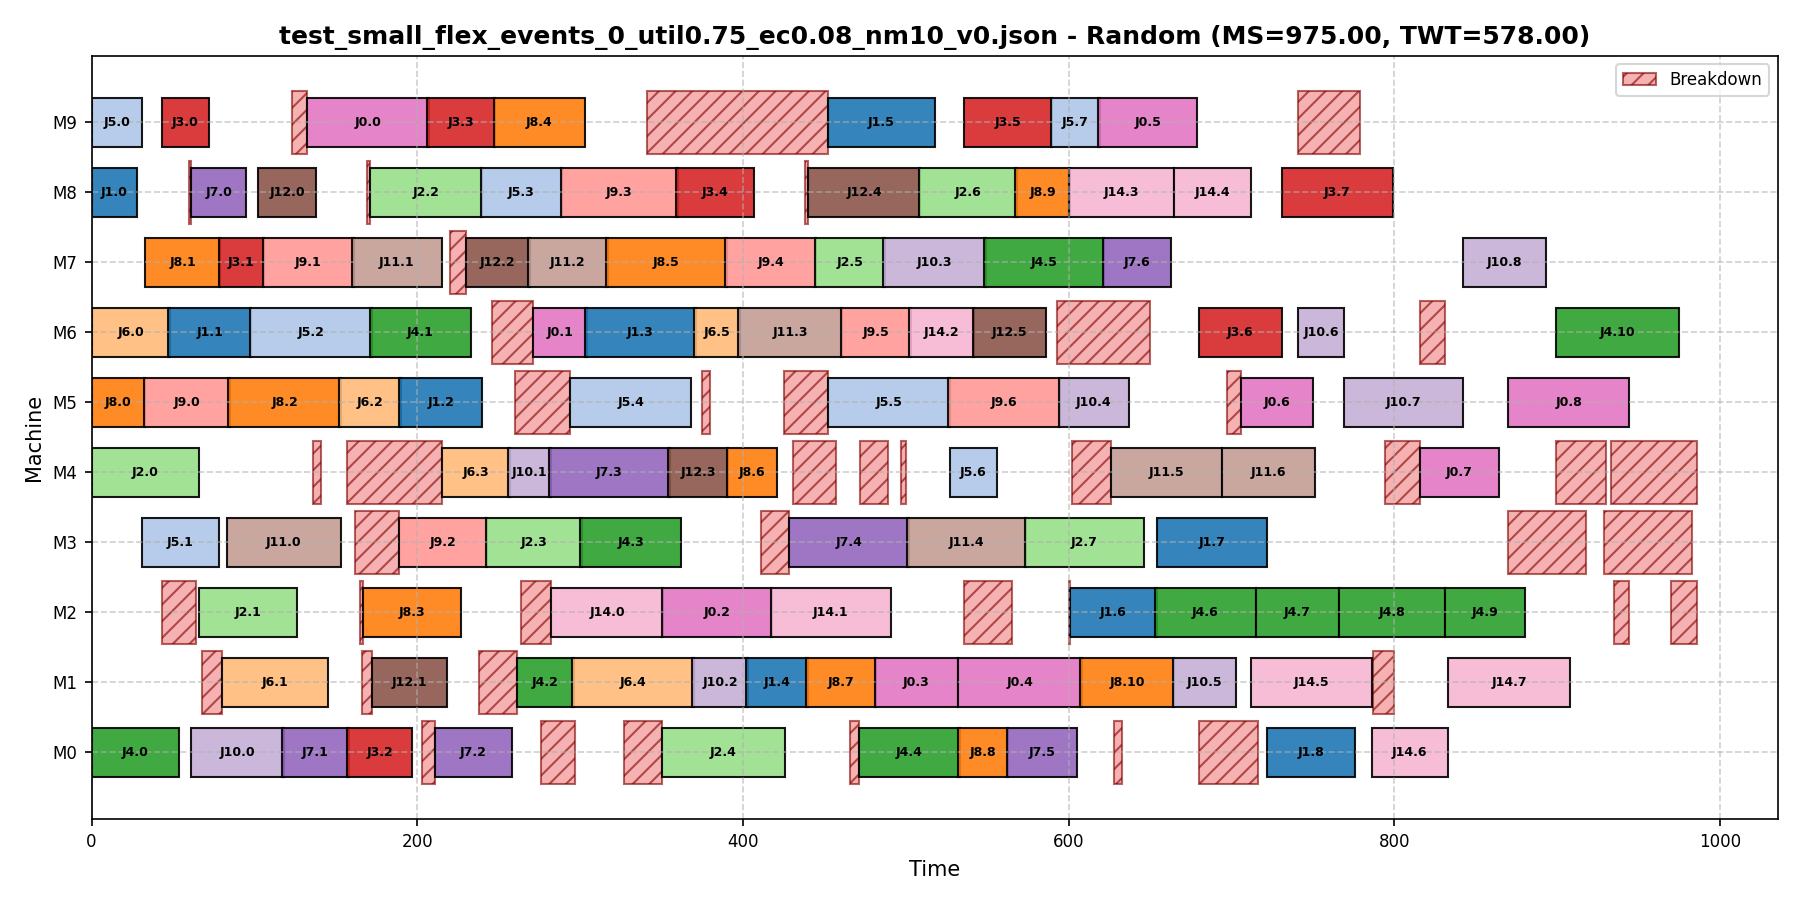 test_small_flex_events_0_util0.75_ec0.08_nm10_v0.json - Random (MS=975.00, TWT=578.00)
Breakdown
M9 J5.0 J3.0 J0.0 J3.3 J8.4 J1.5 J3.5 J5.7 J0.5
M8 J1.0 J7.0 J12.0 J2.2 J5.3 J9.3 J3.4 J12.4 J2.6 J8.9 J14.3 J14.4 J3.7
M7 J8.1 J3.1 J9.1 J11.1 J12.2 J11.2 J8.5 J9.4 J2.5 J10.3 J4.5 J7.6 J10.8
M6 J6.0 J1.1 J5.2 J4.1 J0.1 J1.3 J6.5 J11.3 J9.5 J14.2 J12.5 J3.6 J10.6 J4.10
M5 J8.0 J9.0 J8.2 J6.2 J1.2 J5.4 J5.5 J9.6 J10.4 J0.6 J10.7 J0.8
M4 J2.0 J6.3 J10.1 J7.3 J12.3 J8.6 J5.6 J11.5 J11.6 J0.7
M3 J5.1 J11.0 J9.2 J2.3 J4.3 J7.4 J11.4 J2.7 J1.7
M2 J2.1 J8.3 J14.0 J0.2 J14.1 J1.6 J4.6 J4.7 J4.8 J4.9
M1 J6.1 J12.1 J4.2 J6.4 J10.2 J1.4 J8.7 J0.3 J0.4 J8.10 J10.5 J14.5 J14.7
M0 J4.0 J10.0 J7.1 J3.2 J7.2 J2.4 J4.4 J8.8 J7.5 J1.8 J14.6
Machine
0 200 400 600 800 1000
Time